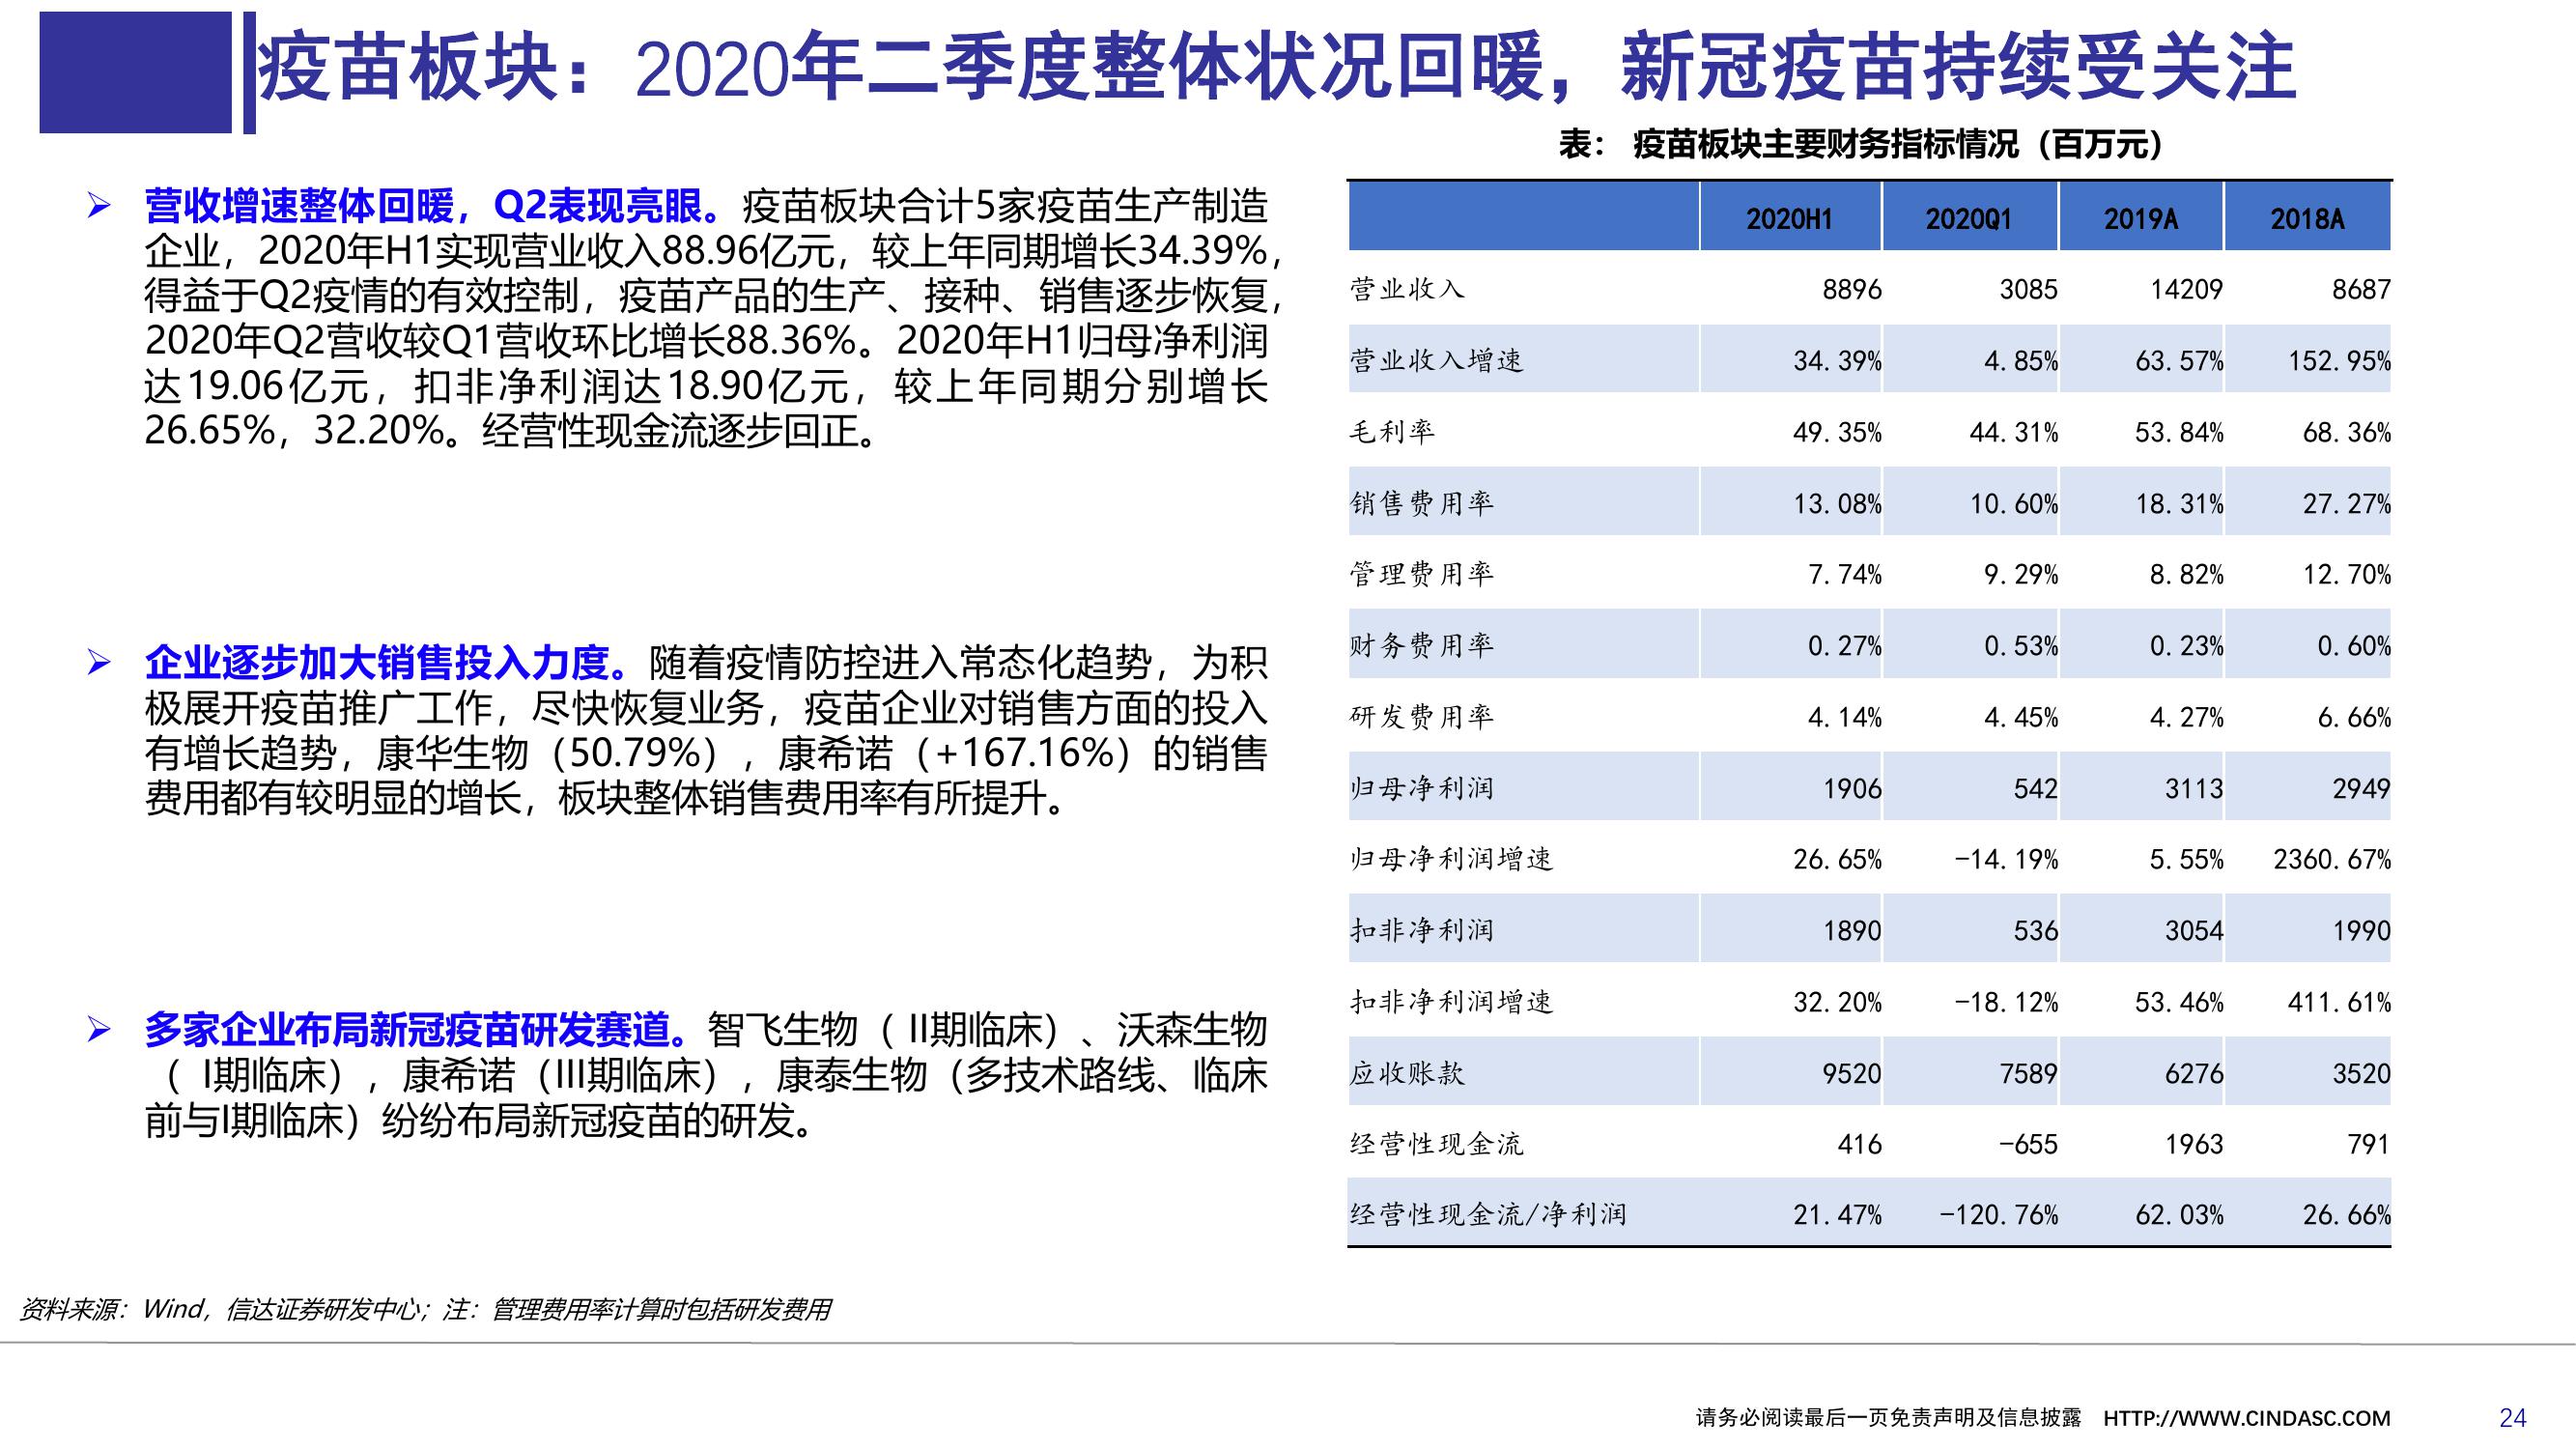 疫苗板块：2020年二季度整体状况回暖，新冠疫苗持续受关注
营收增速整体回暖，Q2表现亮眼。疫苗板块合计5家疫苗生产制造
企业，2020年H1实现营业收入88.96亿元，较上年同期增长34.39%，
得益于Q2疫情的有效控制，疫苗产品的生产、接种、销售逐步恢复，
2020年Q2营收较Q1营收环比增长88.36%。2020年H1归母净利润
达19.06亿元，扣非净利润达18.90亿元，较上年同期分别增长
26.65%，32.20%。经营性现金流逐步回正。
企业逐步加大销售投入力度。随着疫情防控进入常态化趋势，为积
极展开疫苗推广工作，尽快恢复业务，疫苗企业对销售方面的投入
有增长趋势，康华生物（50.79%），康希诺（+167.16%）的销售
费用都有较明显的增长，板块整体销售费用率有所提升。
多家企业布局新冠疫苗研发赛道。智飞生物（ II期临床）、沃森生物
（ I期临床），康希诺（III期临床），康泰生物（多技术路线、临床
前与I期临床）纷纷布局新冠疫苗的研发。
表： 疫苗板块主要财务指标情况（百万元）
2020H1 2020Q1 2019A 2018A
营业收入 8896 3085 14209 8687
营业收入增速 34.39% 4.85% 63.57% 152.95%
毛利率 49.35% 44.31% 53.84% 68.36%
销售费用率 13.08% 10.60% 18.31% 27.27%
管理费用率 7.74% 9.29% 8.82% 12.70%
财务费用率 0.27% 0.53% 0.23% 0.60%
研发费用率 4.14% 4.45% 4.27% 6.66%
归母净利润 1906 542 3113 2949
归母净利润增速 26.65% -14.19% 5.55% 2360.67%
扣非净利润 1890 536 3054 1990
扣非净利润增速 32.20% -18.12% 53.46% 411.61%
应收账款 9520 7589 6276 3520
经营性现金流 416 -655 1963 791
经营性现金流/净利润 21.47% -120.76% 62.03% 26.66%
资料来源：Wind，信达证券研发中心；注：管理费用率计算时包括研发费用
请务必阅读最后一页免责声明及信息披露 HTTP://WWW.CINDASC.COM 24